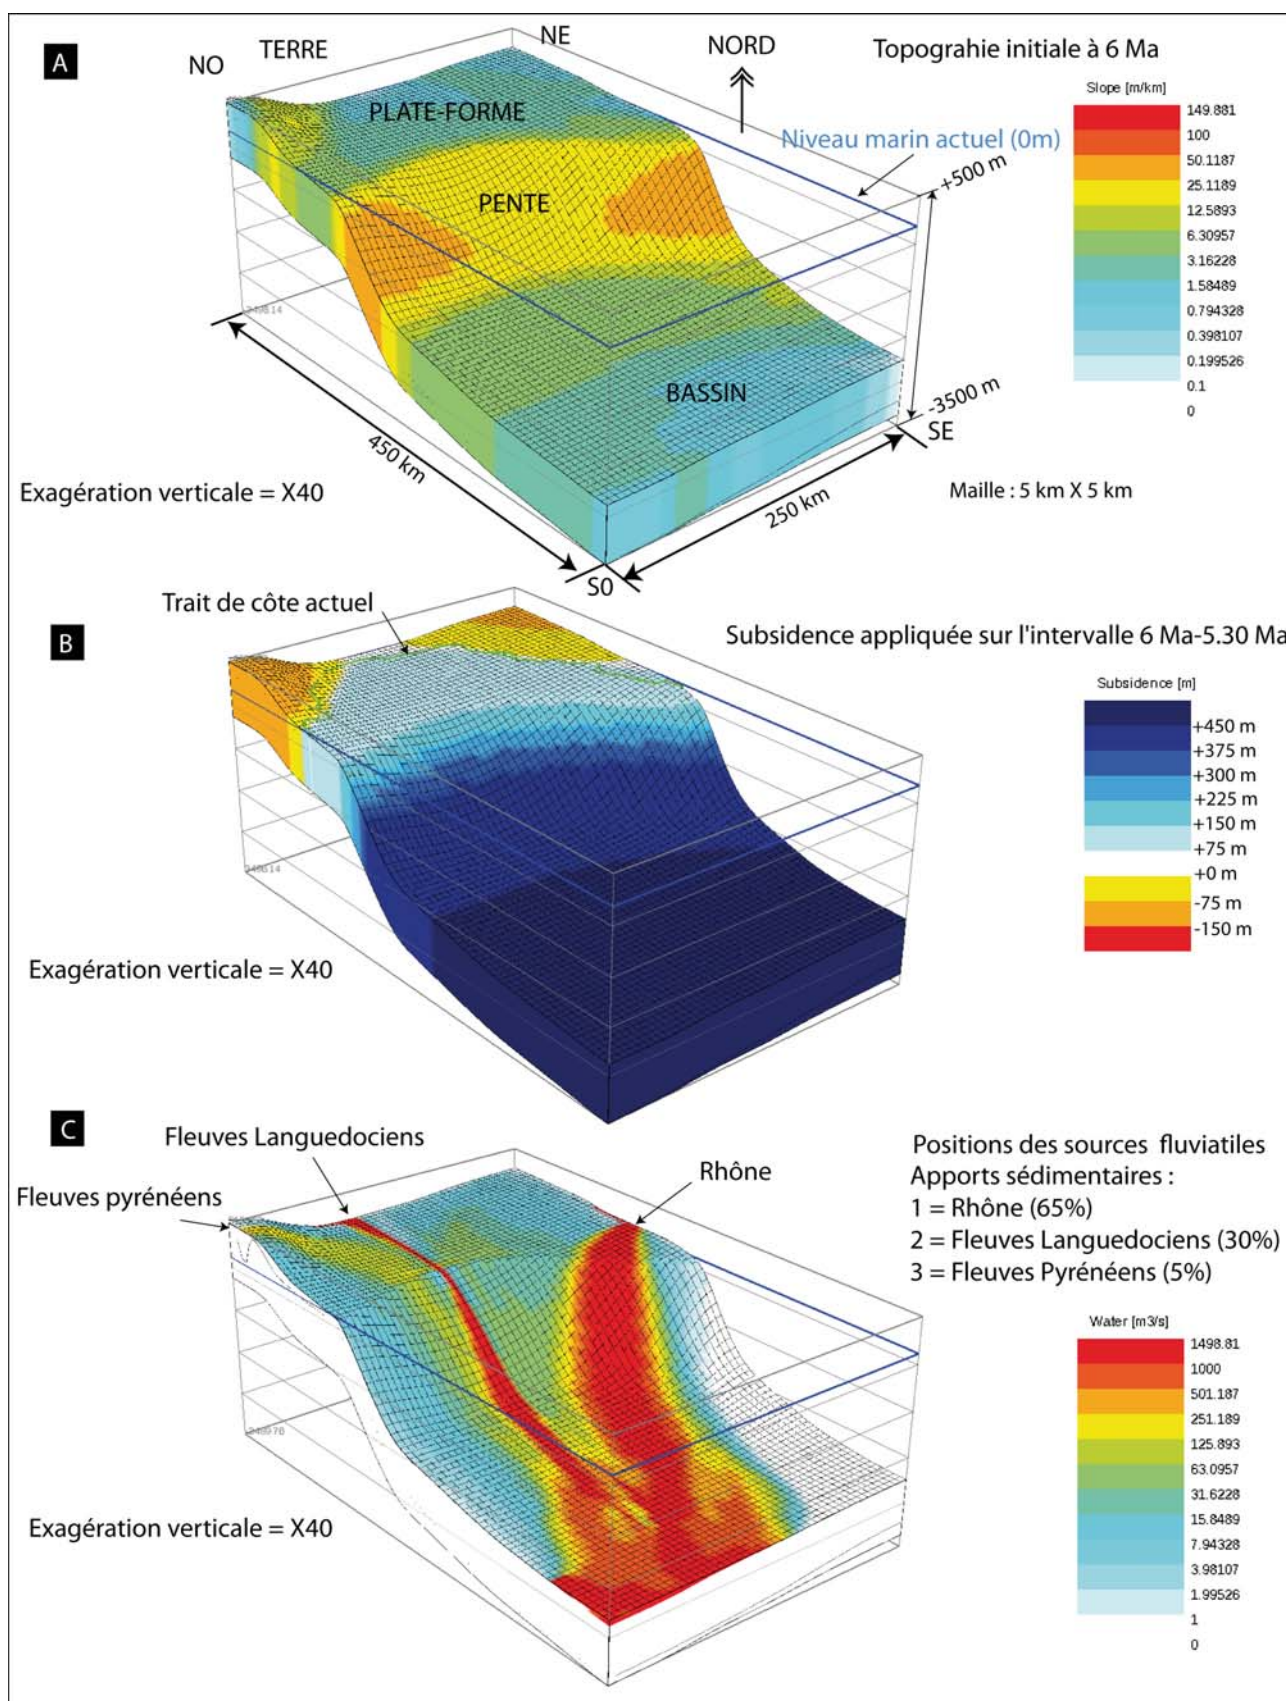 A
TERRE
NE
NO
NORD
Topograhie initiale à 6 Ma
PLATE-FORME
Niveau marin actuel (0m)
+500 m
PENTE
BASSIN
-3500 m
SE
450 km
250 km
SO
Exagération verticale = X40
Maille : 5 km X 5 km
Slope [m/km]
149.881
100
50.1187
25.1189
12.5893
6.30957
3.16228
1.58489
0.794328
0.398107
0.199526
0.1
0
B
Trait de côte actuel
Subsidence appliquée sur l'intervalle 6 Ma-5.30 Ma
Subsidence [m]
+450 m
+375 m
+300 m
+225 m
+150 m
+75 m
+0 m
-75 m
-150 m
Exagération verticale = X40
C
Fleuves Languedociens
Fleuves pyrénéens
Rhône
Positions des sources fluviatiles
Apports sédimentaires :
1 = Rhône (65%)
2 = Fleuves Languedociens (30%)
3 = Fleuves Pyrénéens (5%)
Water [m3/s]
1498.81
1000
501.187
251.189
125.893
63.0957
31.6228
15.8489
7.94328
3.98107
1.99526
1
0
Exagération verticale = X40